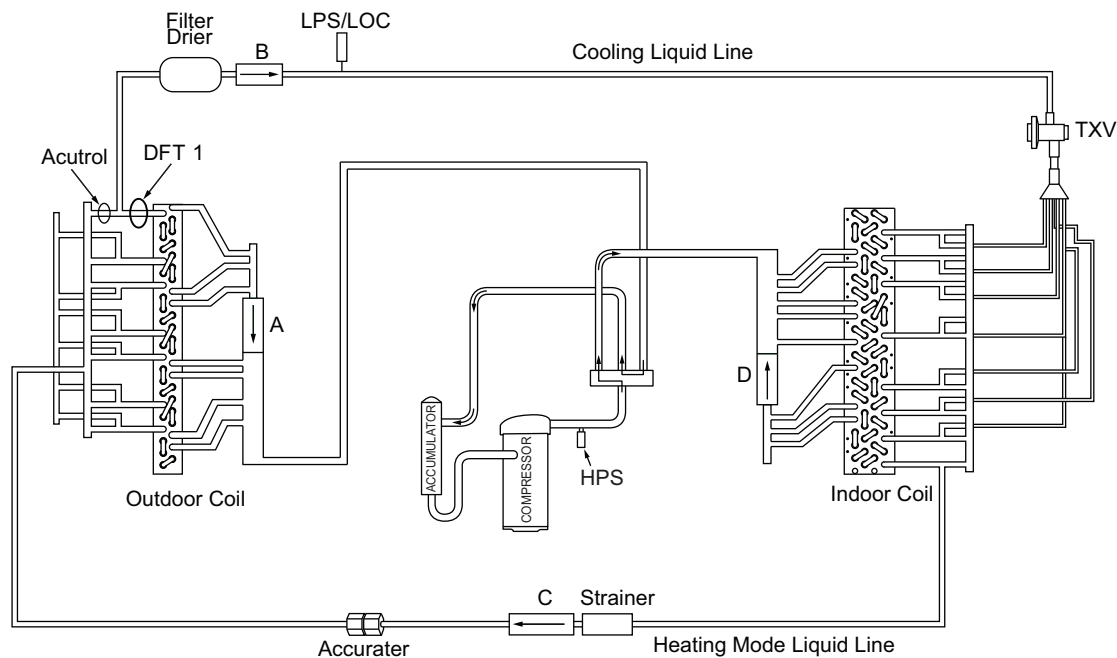 LPS/LOC
Filter
Drier
B
Cooling Liquid Line
TXV
Acutrol
DFT 1
A
D
ACCUMULATOR
COMPRESSOR
HPS
Outdoor Coil
Indoor Coil
C
Strainer
Accurater
Heating Mode Liquid Line